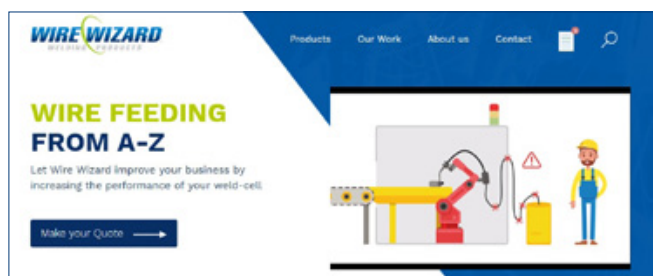 WIRE WIZARD
WELDING PRODUCTS
Products Our Work About us Contact
WIRE FEEDING
FROM A-Z
Let Wire Wizard improve your business by
increasing the performance of your weld-cell.
Make your Quote